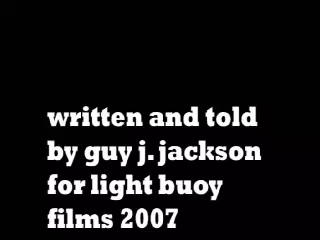 written and told
by guy j. jackson
for light buoy
films 2007